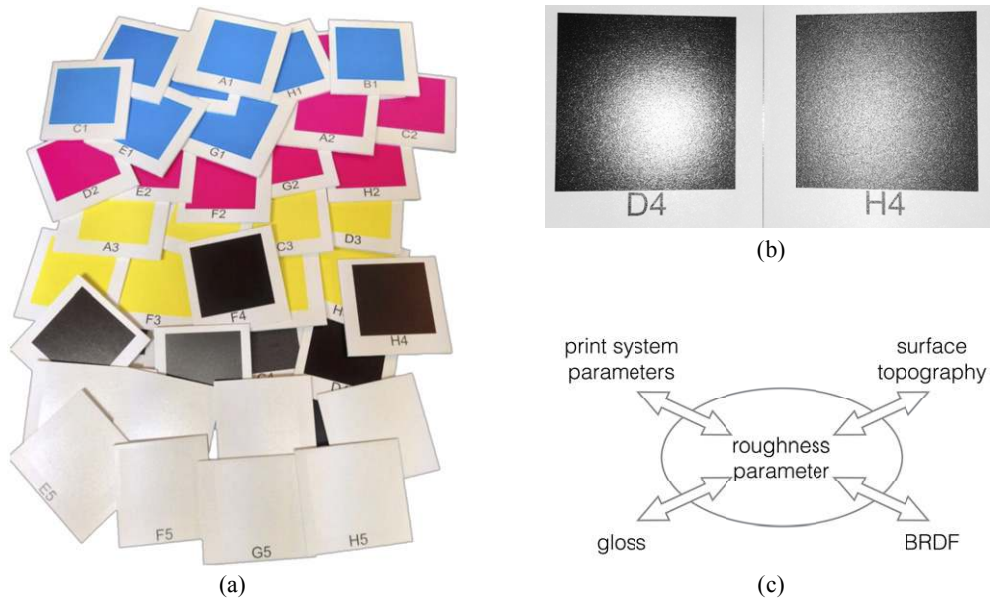 A1
H1
B1
C1
E1
G1
A2
C2
D2
E2
F2
G2
H2
A3
C3
D3
F3
F4
H4
E5
F5
G5
H5
(a)
D4
H4
(b)
print system
parameters
surface
topography
roughness
parameter
gloss
BRDF
(c)